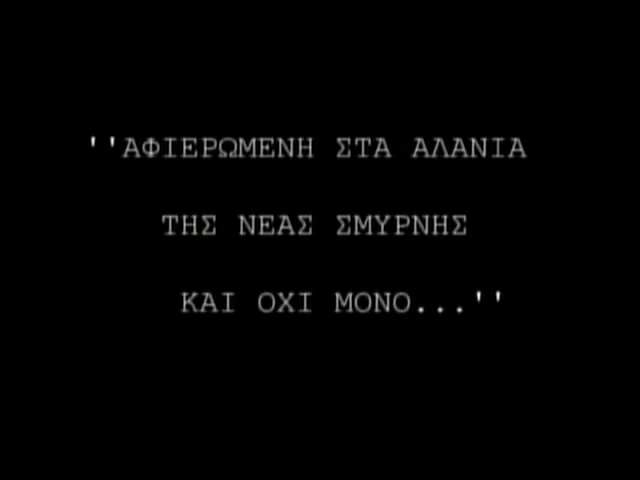 ''ΑΦΙΕΡΩΜΕΝΗ ΣΤΑ ΑΛΑΝΙΑ
ΤΗΣ ΝΕΑΣ ΣΜΥΡΝΗΣ
ΚΑΙ ΟΧΙ ΜΟΝΟ...''